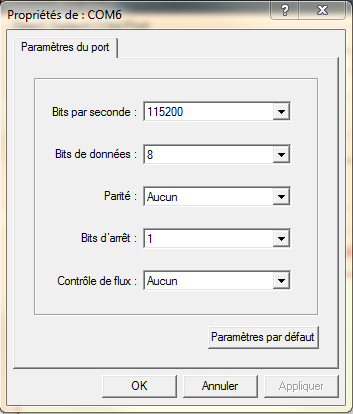 Propriétés de : COM6
Paramètres du port
Bits par seconde : 115200
Bits de données : 8
Parité : Aucun
Bits d'arrêt : 1
Contrôle de flux : Aucun
Paramètres par défaut
OK Annuler Appliquer